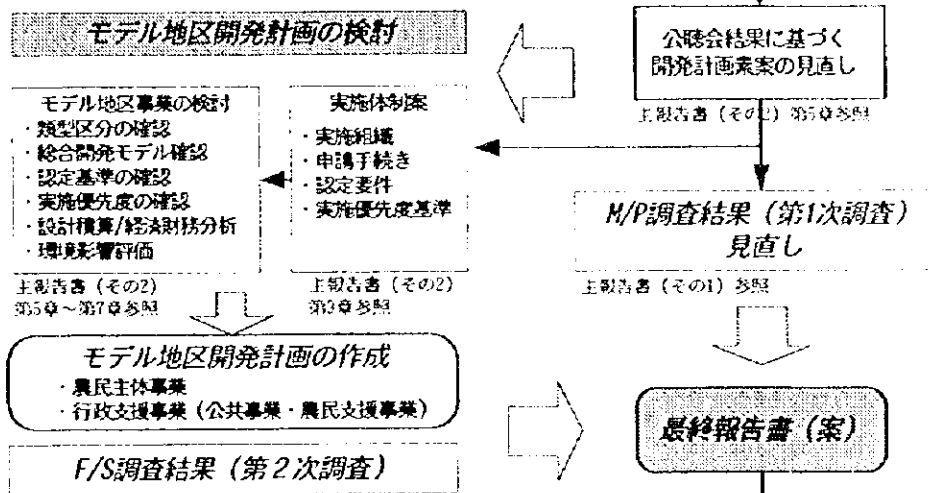 モデル地区開発計画の検討
公聴会結果に基づく
開発計画素案の見直し
主報告書（その2）第5章参照
モデル地区事業の検討
・類型区分の確認
・総合開発モデル確認
・認定基準の確認
・実施優先度の確認
・設計積算/経済財務分析
・環境影響評価
主報告書（その2）
第5章～第7章参照
実施体制案
・実施組織
・申請手続き
・認定要件
・実施優先度基準
主報告書（その2）
第3章参照
M/P調査結果（第1次調査）
見直し
主報告書（その1）参照
モデル地区開発計画の作成
・農民主体事業
・行政支援事業（公共事業・農民支援事業）
最終報告書（案）
F/S調査結果（第２次調査）